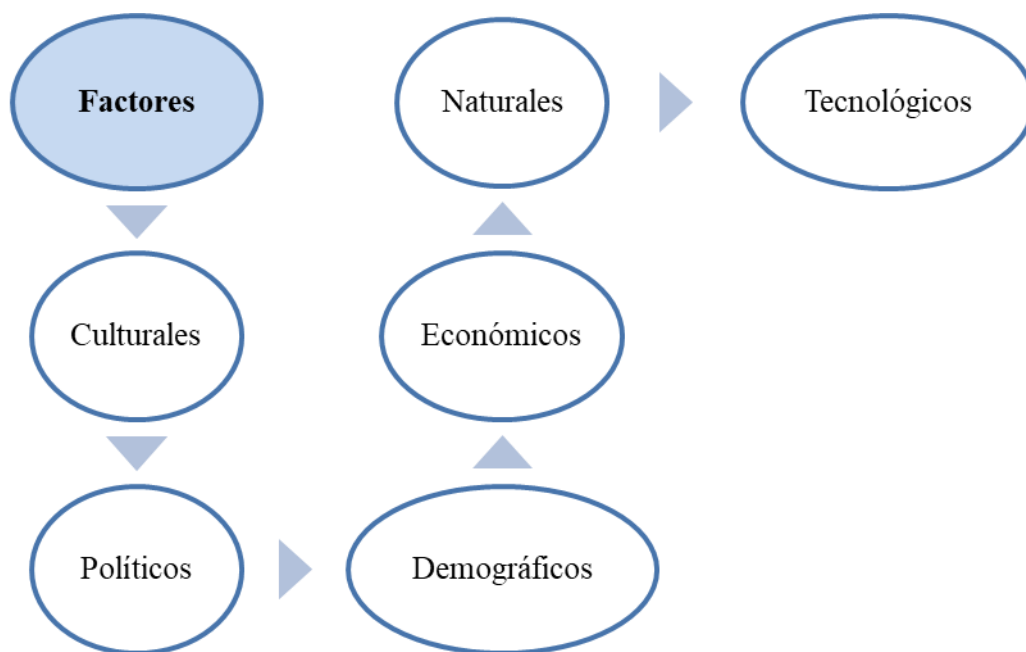 Factores
Culturales
Políticos
Demográficos
Económicos
Naturales
Tecnológicos